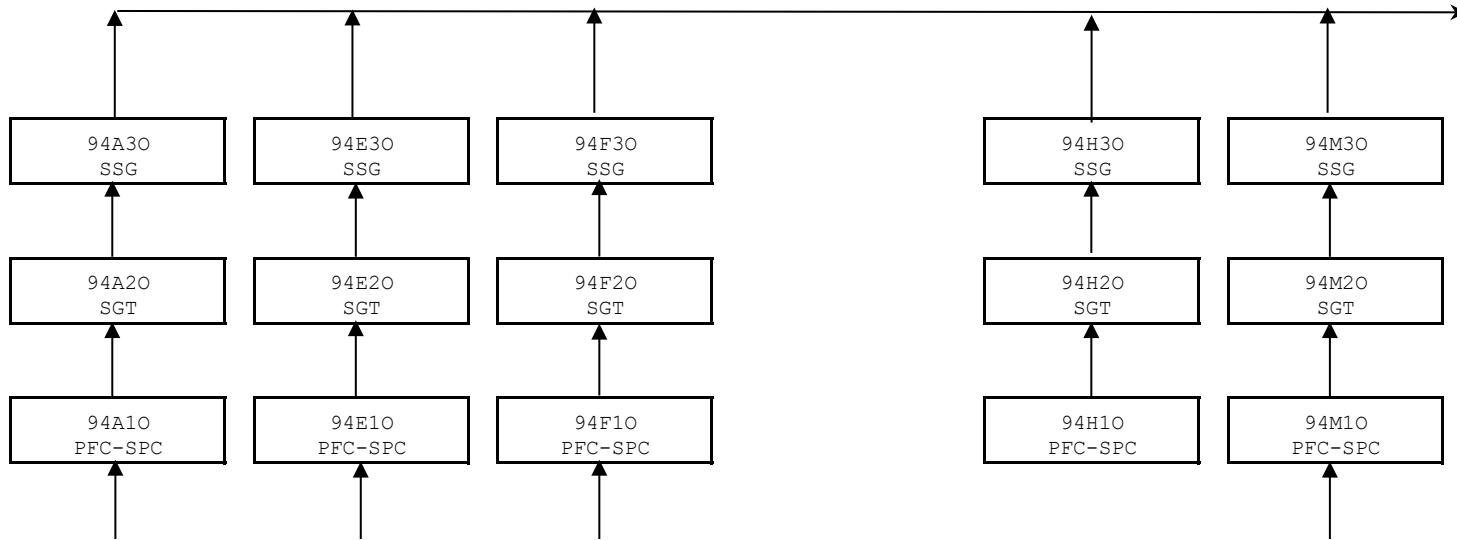 94A3O
SSG
94E3O
SSG
94F3O
SSG
94H3O
SSG
94M3O
SSG
94A2O
SGT
94E2O
SGT
94F2O
SGT
94H2O
SGT
94M2O
SGT
94A1O
PFC-SPC
94E1O
PFC-SPC
94F1O
PFC-SPC
94H1O
PFC-SPC
94M1O
PFC-SPC